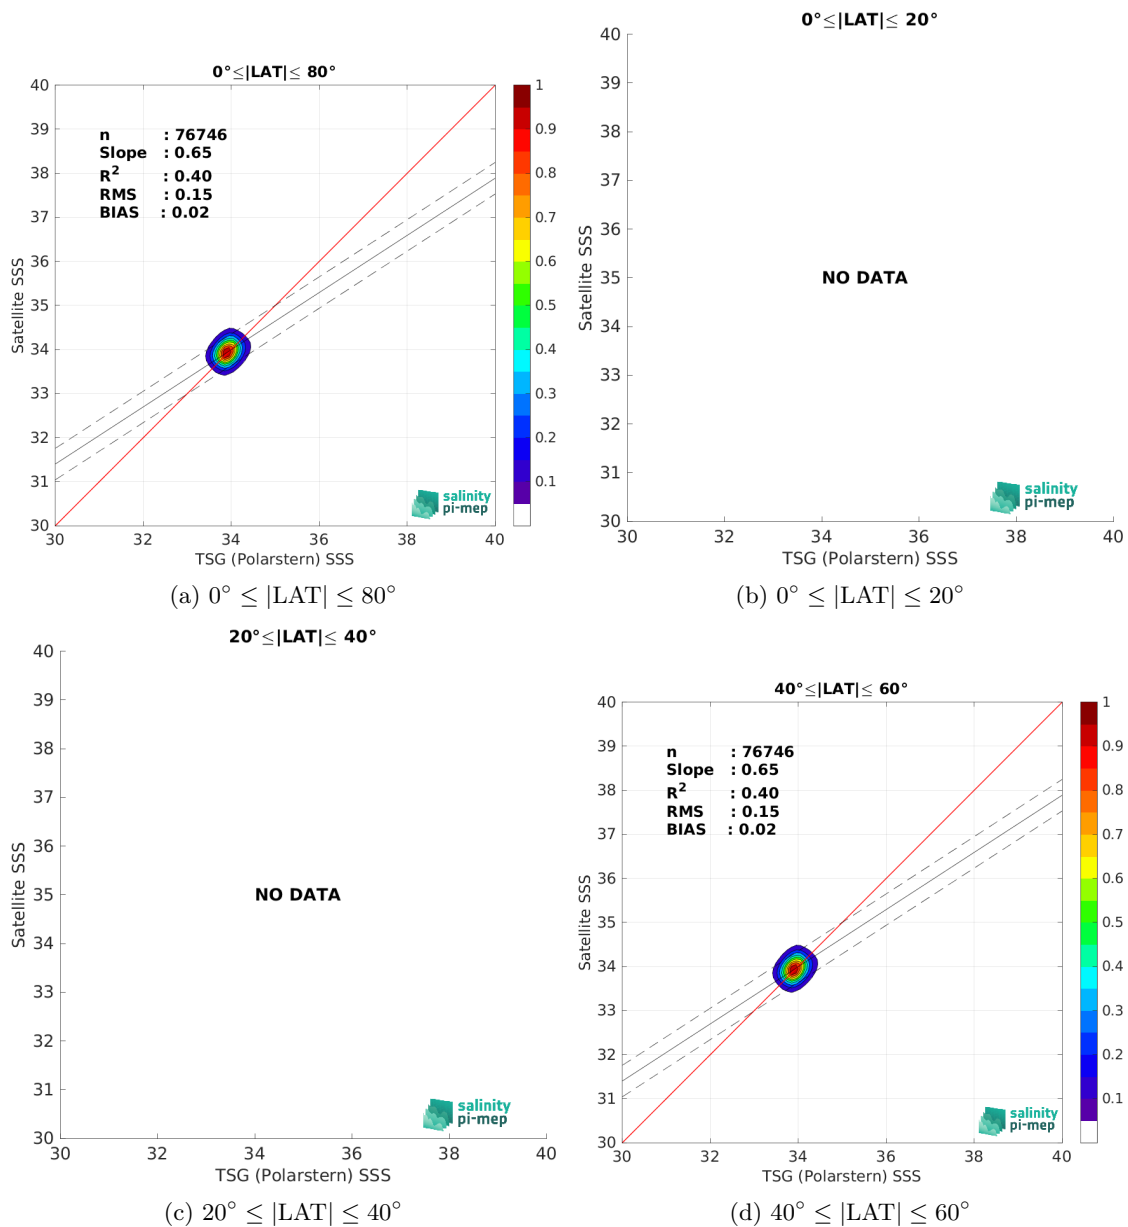 0°≤|LAT|≤ 80°
40
39
38
37
36
35
34
33
32
31
30
Satellite SSS
n : 76746
Slope : 0.65
R² : 0.40
RMS : 0.15
BIAS : 0.02
salinity
pi-mep
30 32 34 36 38 40
TSG (Polarstern) SSS
1
0.9
0.8
0.7
0.6
0.5
0.4
0.3
0.2
0.1
(a) 0° ≤ |LAT| ≤ 80°
0°≤|LAT|≤ 20°
40
39
38
37
36
35
34
33
32
31
30
Satellite SSS
NO DATA
salinity
pi-mep
30 32 34 36 38 40
TSG (Polarstern) SSS
(b) 0° ≤ |LAT| ≤ 20°
20°≤|LAT|≤ 40°
40
39
38
37
36
35
34
33
32
31
30
Satellite SSS
NO DATA
salinity
pi-mep
30 32 34 36 38 40
TSG (Polarstern) SSS
(c) 20° ≤ |LAT| ≤ 40°
40°≤|LAT|≤ 60°
40
39
38
37
36
35
34
33
32
31
30
Satellite SSS
n : 76746
Slope : 0.65
R² : 0.40
RMS : 0.15
BIAS : 0.02
salinity
pi-mep
30 32 34 36 38 40
TSG (Polarstern) SSS
1
0.9
0.8
0.7
0.6
0.5
0.4
0.3
0.2
0.1
(d) 40° ≤ |LAT| ≤ 60°